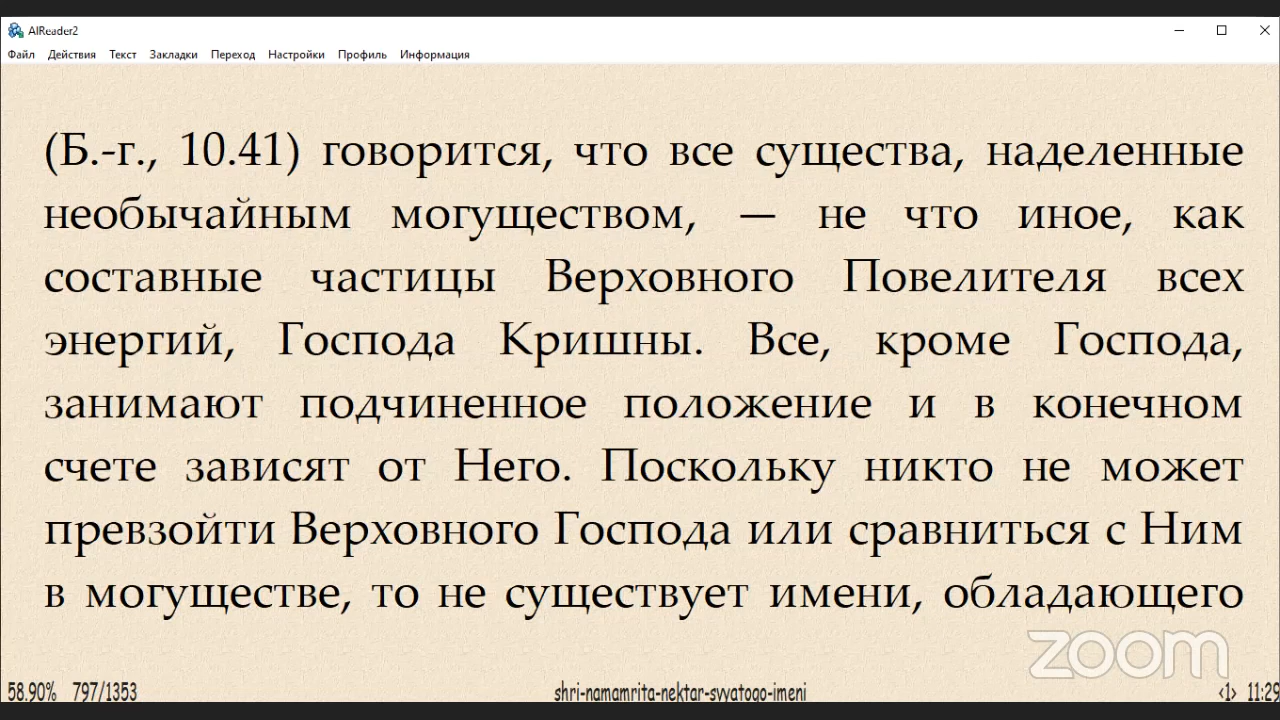 AlReader2
Файл Действия Текст Закладки Переход Настройки Профиль Информация
(Б.-г., 10.41) говорится, что все существа, наделенные
необычайным могуществом, — не что иное, как
составные частицы Верховного Повелителя всех
энергий, Господа Кришны. Все, кроме Господа,
занимают подчиненное положение и в конечном
счете зависят от Него. Поскольку никто не может
превзойти Верховного Господа или сравниться с Ним
в могуществе, то не существует имени, обладающего
zoom
58.90% 797/1353 shri-namamrita-nektar-svyatogo-imeni <1> 11:29